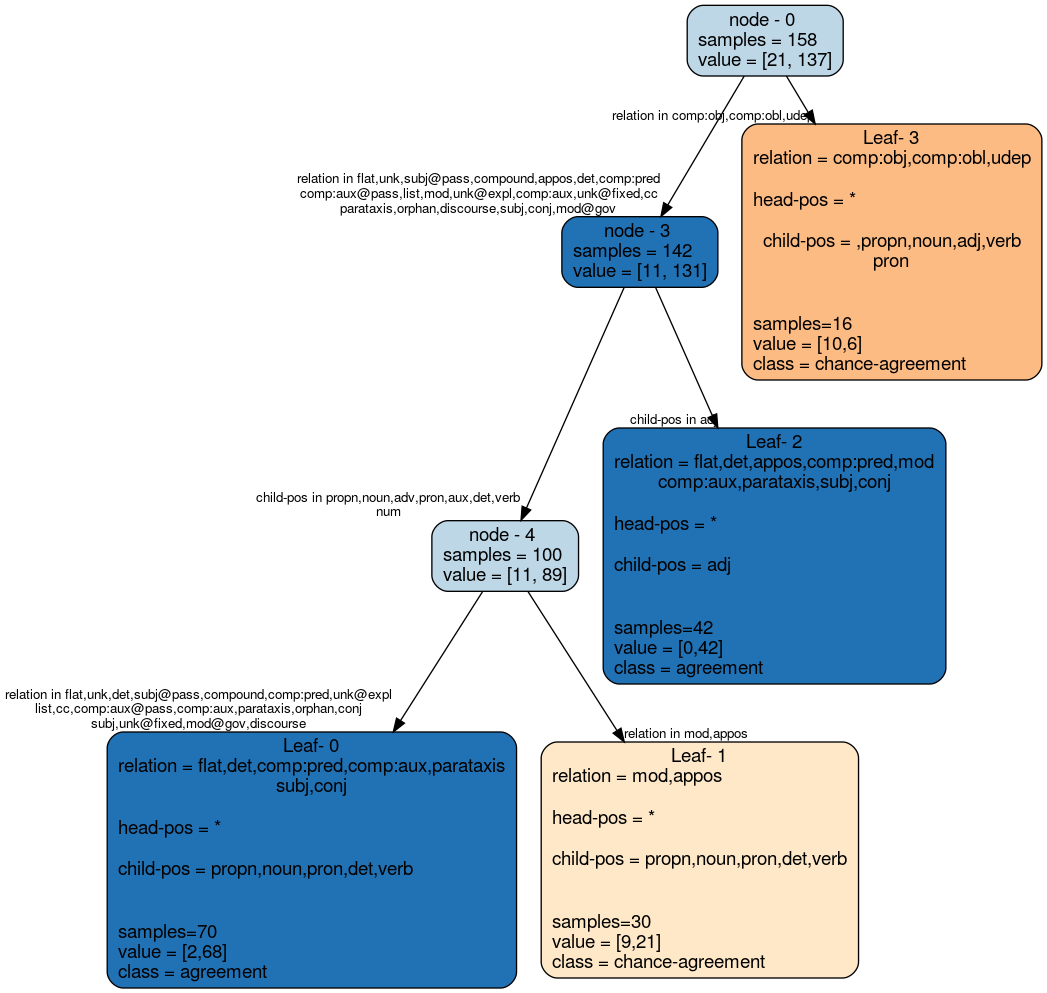 node - 0
samples = 158
value = [21, 137]
relation in comp:obj,comp:obl,udep
Leaf- 3
relation = comp:obj,comp:obl,udep
head-pos = *
child-pos = ,propn,noun,adj,verb
pron
samples=16
value = [10,6]
class = chance-agreement
relation in flat,unk,subj@pass,compound,appos,det,comp:pred
comp:aux@pass,list,mod,unk@expl,comp:aux,unk@fixed,cc
parataxis,orphan,discourse,subj,conj,mod@gov
node - 3
samples = 142
value = [11, 131]
child-pos in adj
Leaf- 2
relation = flat,det,appos,comp:pred,mod
comp:aux,parataxis,subj,conj
head-pos = *
child-pos = adj
samples=42
value = [0,42]
class = agreement
child-pos in propn,noun,adv,pron,aux,det,verb
num
node - 4
samples = 100
value = [11, 89]
relation in flat,unk,det,subj@pass,compound,comp:pred,unk@expl
list,cc,comp:aux@pass,comp:aux,parataxis,orphan,conj
subj,unk@fixed,mod@gov,discourse
Leaf- 0
relation = flat,det,comp:pred,comp:aux,parataxis
subj,conj
head-pos = *
child-pos = propn,noun,pron,det,verb
samples=70
value = [2,68]
class = agreement
relation in mod,appos
Leaf- 1
relation = mod,appos
head-pos = *
child-pos = propn,noun,pron,det,verb
samples=30
value = [9,21]
class = chance-agreement